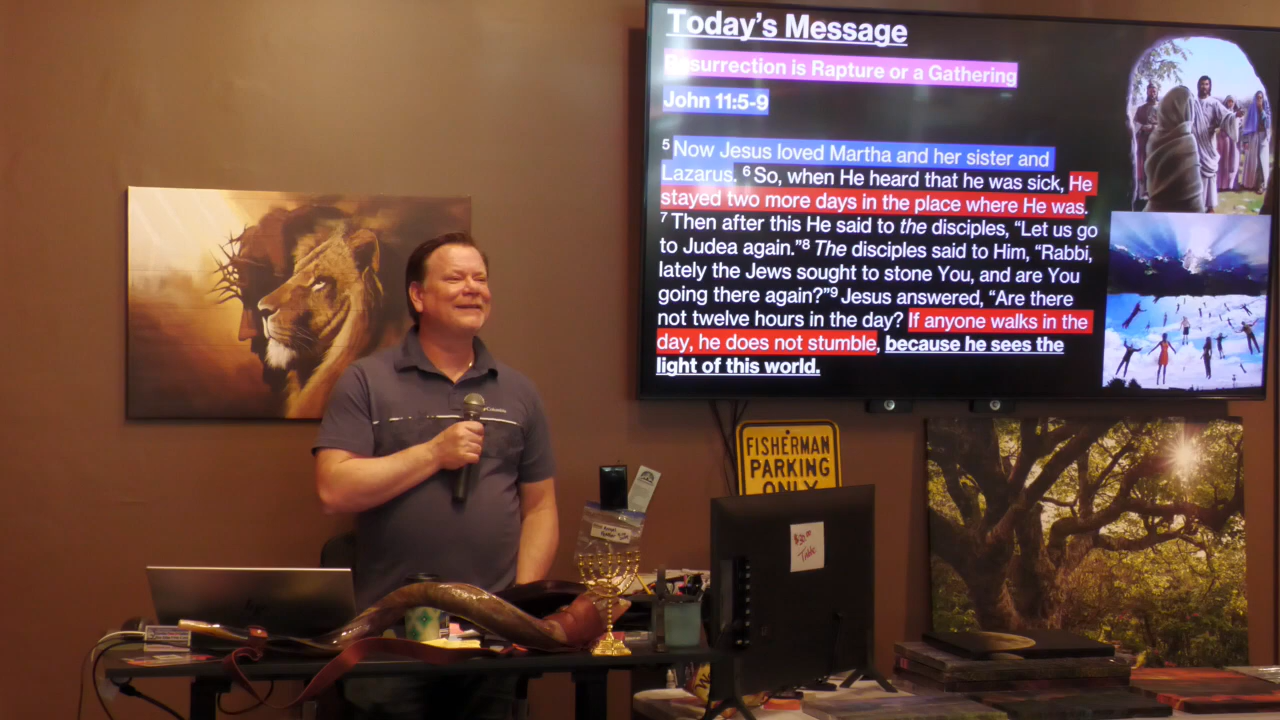 Today's Message
Resurrection is Rapture or a Gathering
John 11:5-9
5 Now Jesus loved Martha and her sister and
Lazarus. 6 So, when He heard that he was sick, He
stayed two more days in the place where He was.
7 Then after this He said to the disciples, “Let us go
to Judea again.”8 The disciples said to Him, “Rabbi,
lately the Jews sought to stone You, and are You
going there again?”9 Jesus answered, “Are there
not twelve hours in the day? If anyone walks in the
day, he does not stumble, because he sees the
light of this world.
Columbia
FISHERMAN
PARKING
ONLY
$30.00
Table